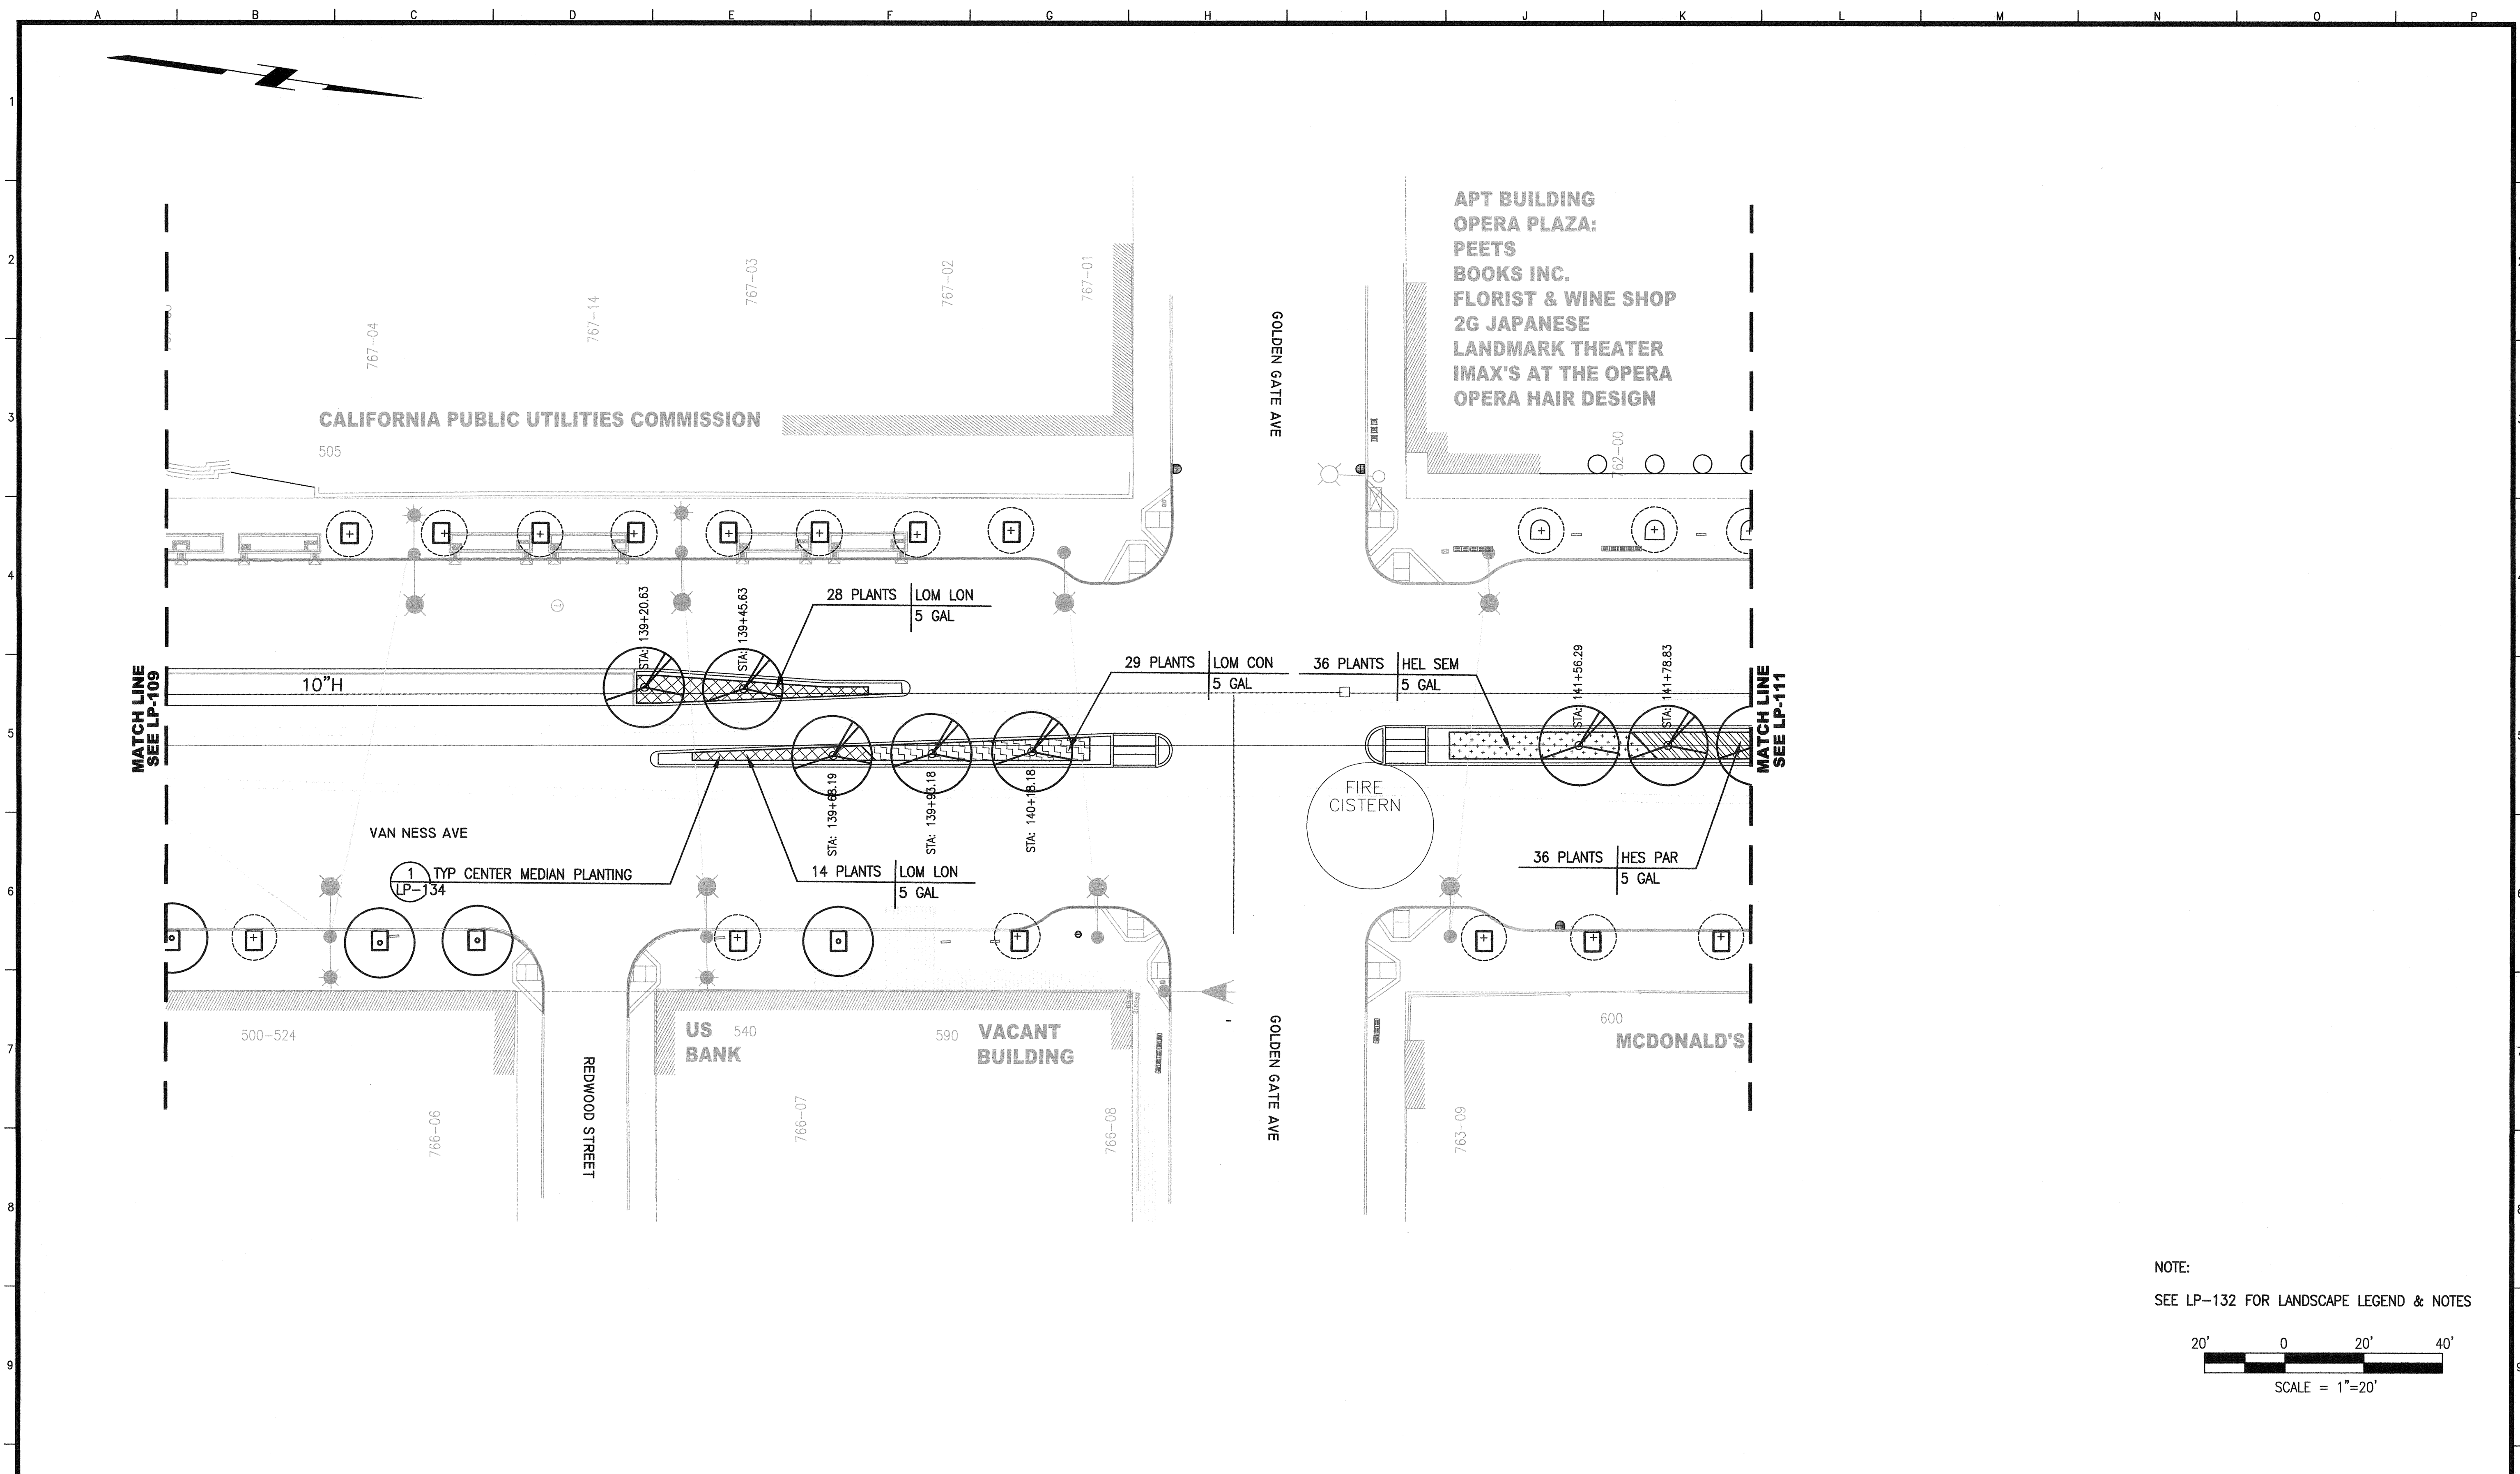 A B C D E F G H I J K L M N O P
1
2
3
4
5
6
7
8
9
APT BUILDING
OPERA PLAZA:
PEETS
BOOKS INC.
FLORIST & WINE SHOP
2G JAPANESE
LANDMARK THEATER
IMAX'S AT THE OPERA
OPERA HAIR DESIGN
767-04
767-14
767-03
767-02
767-01
762-00
GOLDEN GATE AVE
CALIFORNIA PUBLIC UTILITIES COMMISSION
505
STA: 139+20.63
STA: 139+45.63
28 PLANTS LOM LON
5 GAL
29 PLANTS LOM CON
5 GAL
36 PLANTS HEL SEM
5 GAL
STA: 141+56.29
STA: 141+78.83
MATCH LINE
SEE LP-109
10"H
MATCH LINE
SEE LP-111
STA: 139+68.19
STA: 139+93.18
STA: 140+18.18
FIRE
CISTERN
VAN NESS AVE
1 TYP CENTER MEDIAN PLANTING
LP-134
14 PLANTS LOM LON
5 GAL
36 PLANTS HES PAR
5 GAL
500-524
US
BANK
540
590
VACANT
BUILDING
600
MCDONALD'S
REDWOOD STREET
GOLDEN GATE AVE
766-06
766-07
766-08
763-09
NOTE:
SEE LP-132 FOR LANDSCAPE LEGEND & NOTES
20' 0 20' 40'
SCALE = 1"=20'